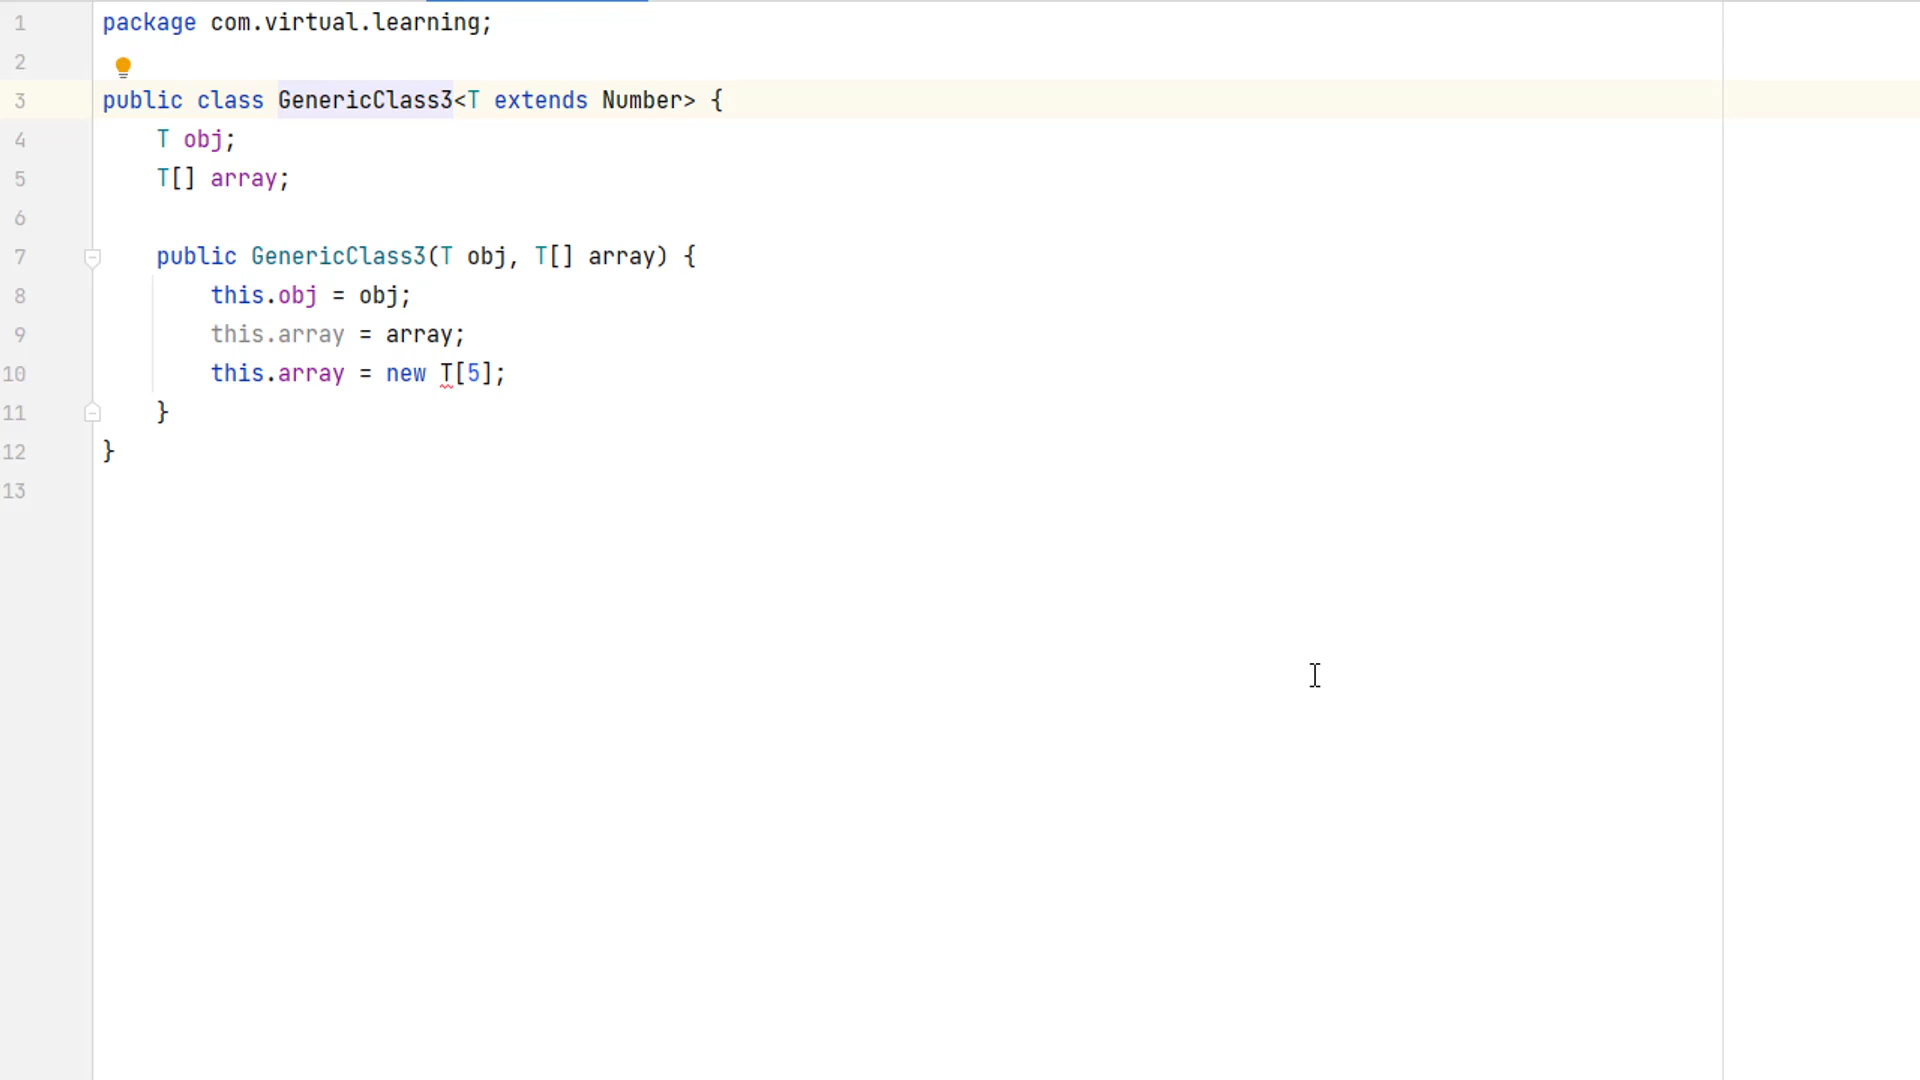 1 package com.virtual.learning;
2
3 public class GenericClass3<T extends Number> {
4     T obj;
5     T[] array;
6
7     public GenericClass3(T obj, T[] array) {
8         this.obj = obj;
9         this.array = array;
10         this.array = new T[5];
11     }
12 }
13